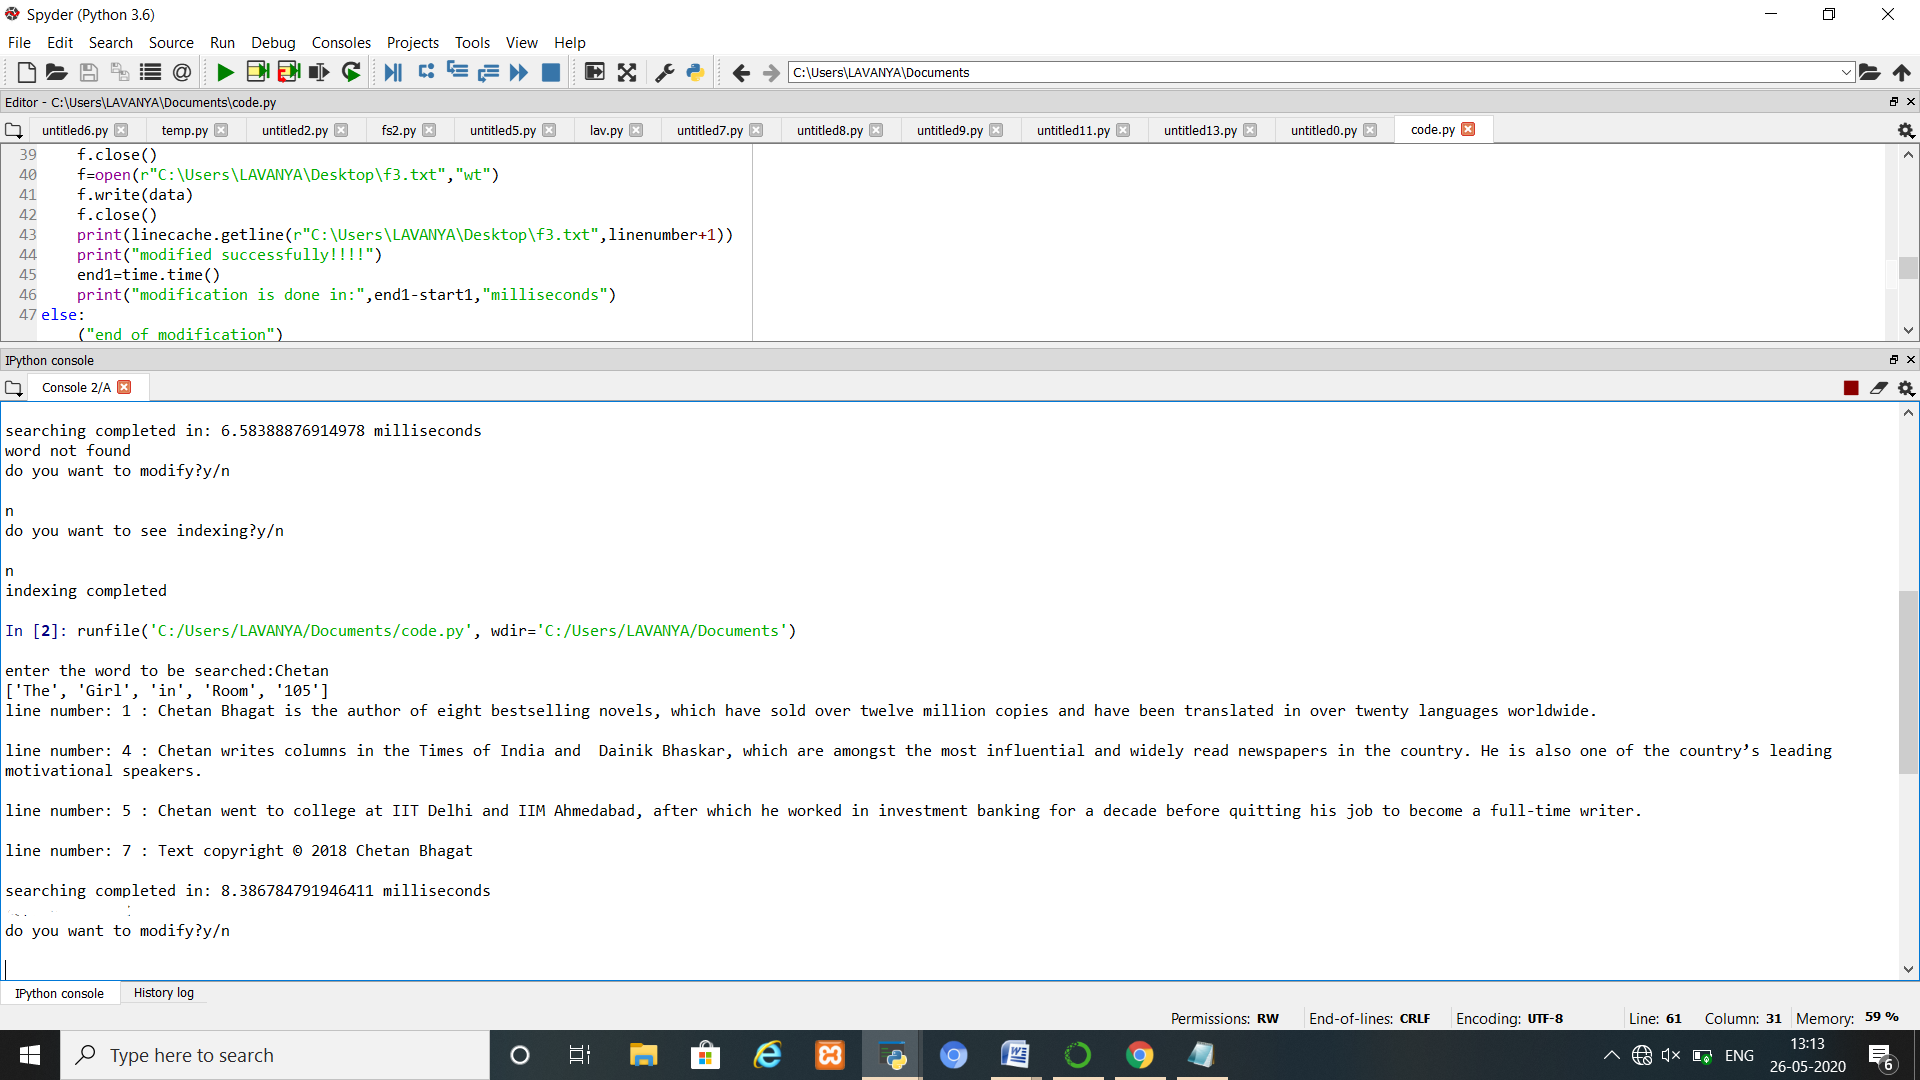 Spyder (Python 3.6)
File Edit Search Source Run Debug Consoles Projects Tools View Help
C:\Users\LAVANYA\Documents
Editor - C:\Users\LAVANYA\Documents\code.py
untitled6.py temp.py untitled2.py fs2.py untitled5.py lav.py untitled7.py untitled8.py untitled9.py untitled11.py untitled13.py untitled0.py code.py
39 f.close()
40 f=open(r"C:\Users\LAVANYA\Desktop\f3.txt","wt")
41 f.write(data)
42 f.close()
43 print(linecache.getline(r"C:\Users\LAVANYA\Desktop\f3.txt",linenumber+1))
44 print("modified successfully!!!!")
45 end1=time.time()
46 print("modification is done in:",end1-start1,"milliseconds")
47 else:
("end of modification")
IPython console
Console 2/A
searching completed in: 6.58388876914978 milliseconds
word not found
do you want to modify?y/n
n
do you want to see indexing?y/n
n
indexing completed
In [2]: runfile('C:/Users/LAVANYA/Documents/code.py', wdir='C:/Users/LAVANYA/Documents')
enter the word to be searched:Chetan
['The', 'Girl', 'in', 'Room', '105']
line number: 1 : Chetan Bhagat is the author of eight bestselling novels, which have sold over twelve million copies and have been translated in over twenty languages worldwide.
line number: 4 : Chetan writes columns in the Times of India and  Dainik Bhaskar, which are amongst the most influential and widely read newspapers in the country. He is also one of the country’s leading
motivational speakers.
line number: 5 : Chetan went to college at IIT Delhi and IIM Ahmedabad, after which he worked in investment banking for a decade before quitting his job to become a full-time writer.
line number: 7 : Text copyright © 2018 Chetan Bhagat
searching completed in: 8.386784791946411 milliseconds
do you want to modify?y/n
IPython console History log
Permissions: RW End-of-lines: CRLF Encoding: UTF-8 Line: 61 Column: 31 Memory: 59 %
Type here to search
ENG
13:13
26-05-2020
6